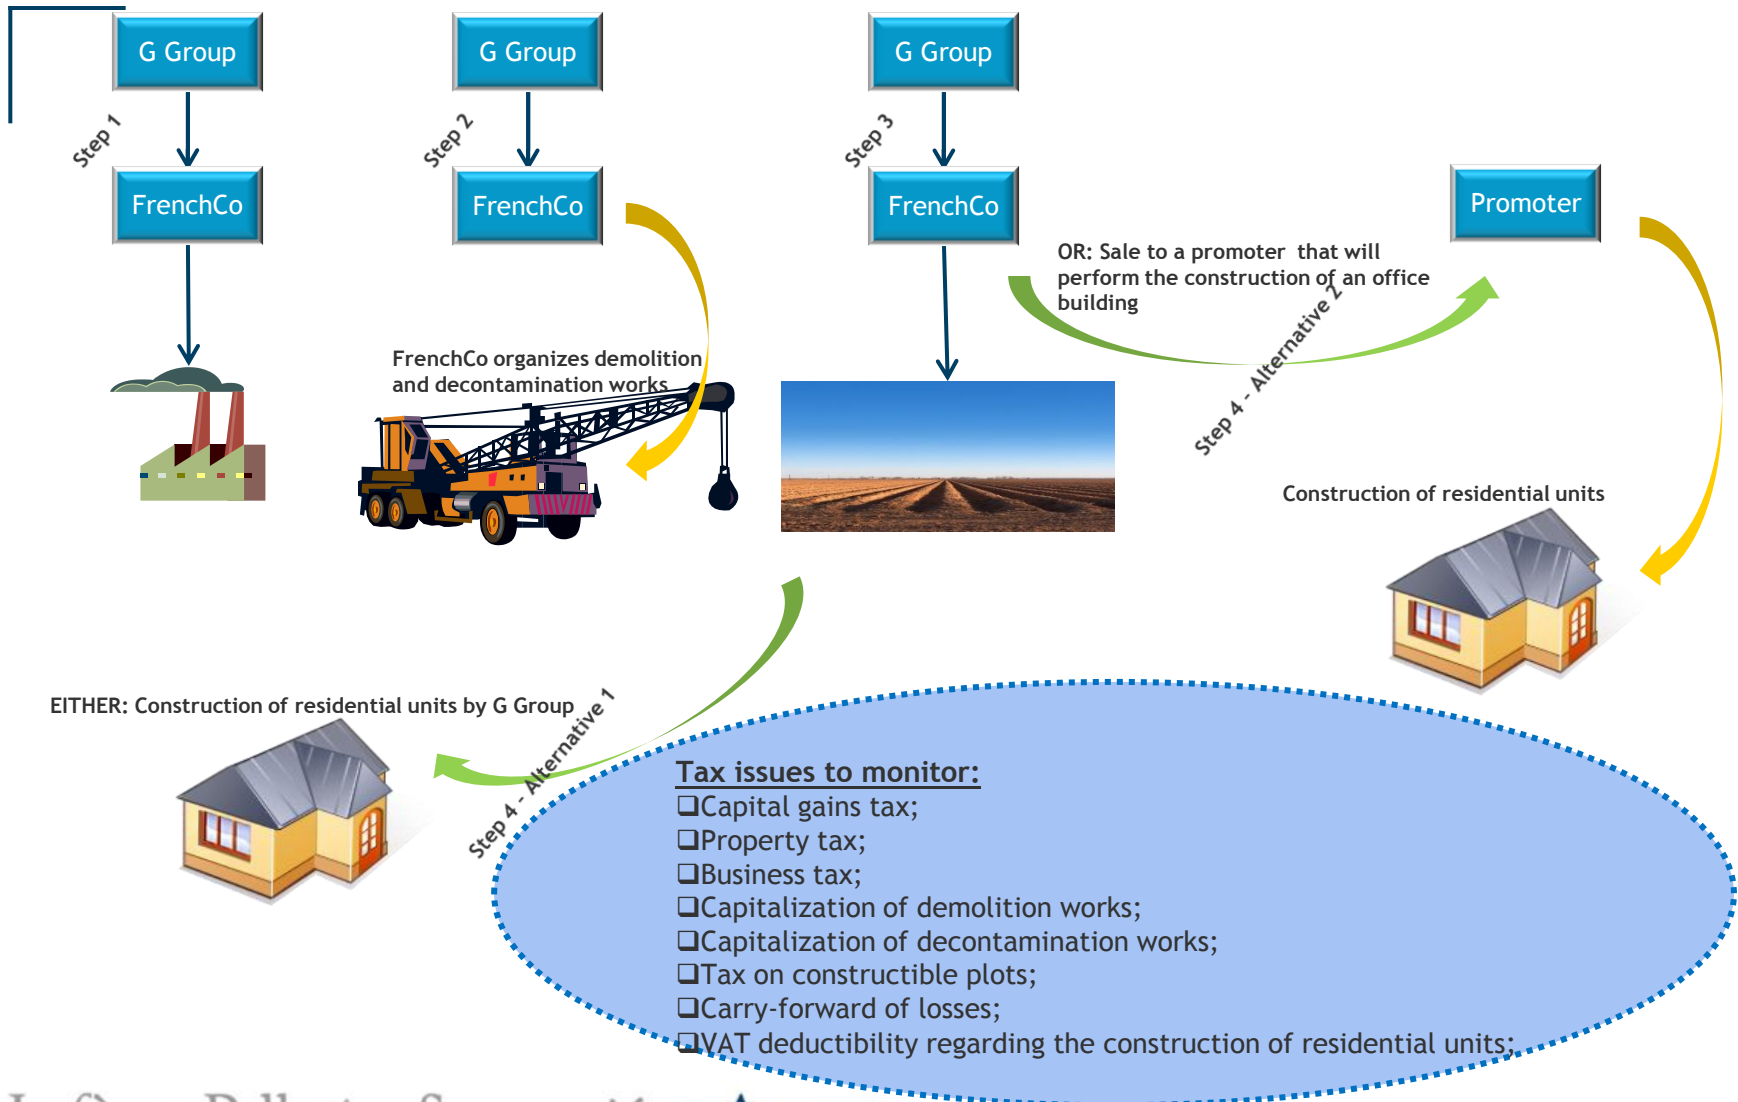 G Group
G Group
G Group
Step 1
Step 2
Step 3
FrenchCo
FrenchCo
FrenchCo
Promoter
OR: Sale to a promoter that will
perform the construction of an office
building
Step 4 - Alternative 2
FrenchCo organizes demolition
and decontamination works
Construction of residential units
EITHER: Construction of residential units by G Group
Step 4 - Alternative 1
Tax issues to monitor:
❑Capital gains tax;
❑Property tax;
❑Business tax;
❑Capitalization of demolition works;
❑Capitalization of decontamination works;
❑Tax on constructible plots;
❑Carry-forward of losses;
❑VAT deductibility regarding the construction of residential units;